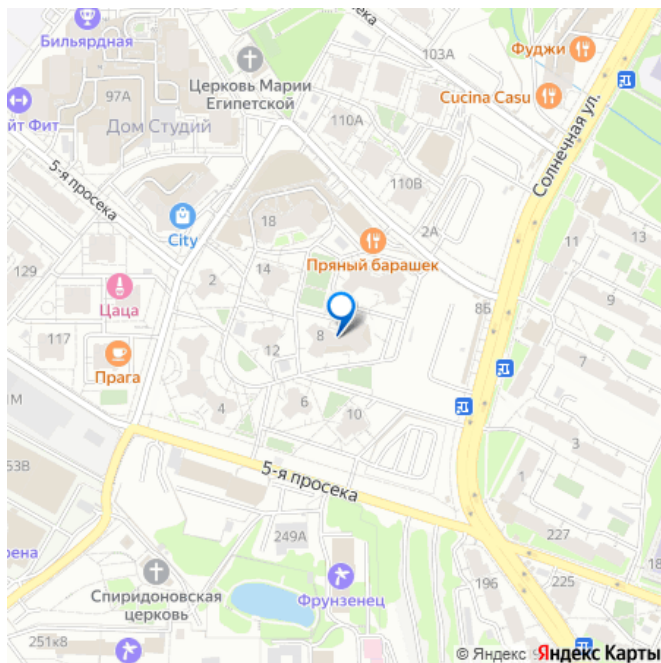 Бильярдная
103А
Фуджи
Церковь Марии
Египетской
97А
Cucina Casu
йт Фит
Дом Студий
110А
Солнечная ул.
5-я просека
110В
18
2А
City
11
13
Пряный барашек
14
129
2
9
8Б
Цаца
8
117
12
7
Прага
4
6
10
3
5-я просека
1
53В
227
249А
рена
Спиридоновская
церковь
Фрунзенец
196
225
251к8
© Яндекс
Яндекс Карты